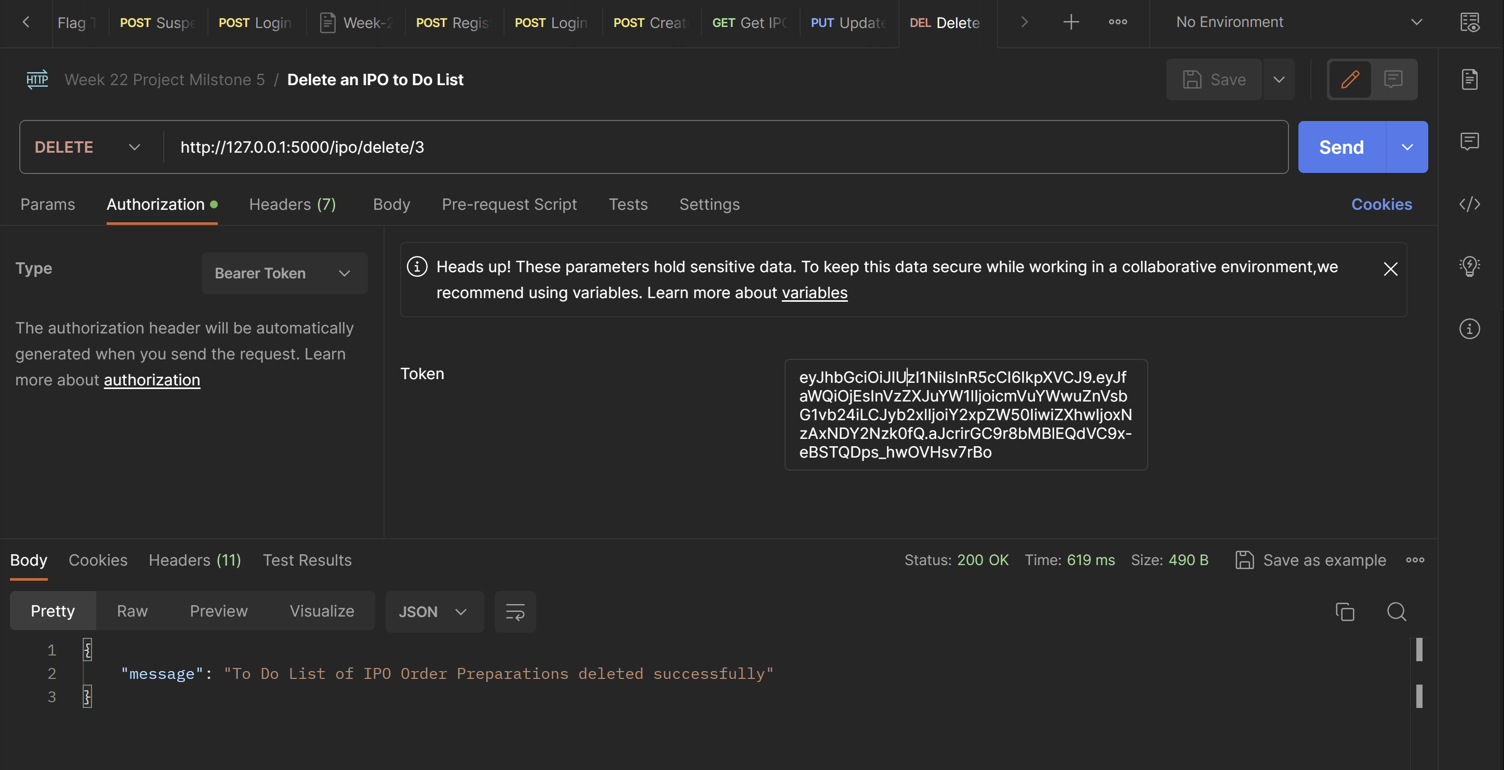 Flag T
POST Suspe
POST Login
Week-2
POST Regis
POST Login
POST Creat
GET Get IPO
PUT Update
DEL Delete
No Environment
HTTP
Week 22 Project Milstone 5 / Delete an IPO to Do List
Save
DELETE
http://127.0.0.1:5000/ipo/delete/3
Send
Params
Authorization
Headers (7)
Body
Pre-request Script
Tests
Settings
Cookies
Type
Bearer Token
The authorization header will be automatically
generated when you send the request. Learn
more about authorization
Heads up! These parameters hold sensitive data. To keep this data secure while working in a collaborative environment,we
recommend using variables. Learn more about variables
Token
eyJhbGciOiJIUzI1NiIsInR5cCI6IkpXVCJ9.eyJf
aWQiOjEsInVzZXJuYW1lIjoicmVuYWwuZnVsb
G1vb24iLCJyb2xlIjoiY2xpZW50IiwiZXhwIjoxN
zAxNDY2Nzk0fQ.aJcrirGC9r8bMBlEQdVC9x-
eBSTQDps_hwOVHsv7rBo
Body
Cookies
Headers (11)
Test Results
Status: 200 OK
Time: 619 ms
Size: 490 B
Save as example
Pretty
Raw
Preview
Visualize
JSON
1 {
2 "message": "To Do List of IPO Order Preparations deleted successfully"
3 }